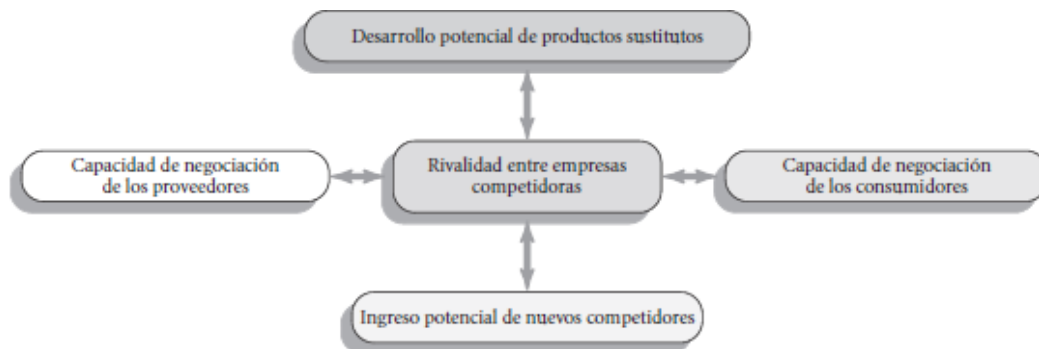 Desarrollo potencial de productos sustitutos
Capacidad de negociación
de los proveedores
Rivalidad entre empresas
competidoras
Capacidad de negociación
de los consumidores
Ingreso potencial de nuevos competidores